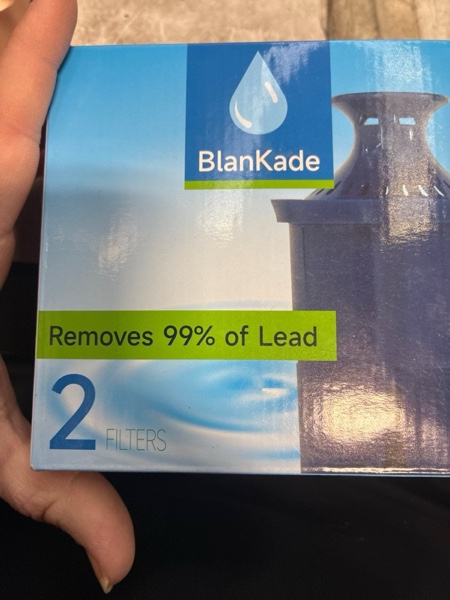 BlanKade
Removes 99% of Lead
2 FILTERS